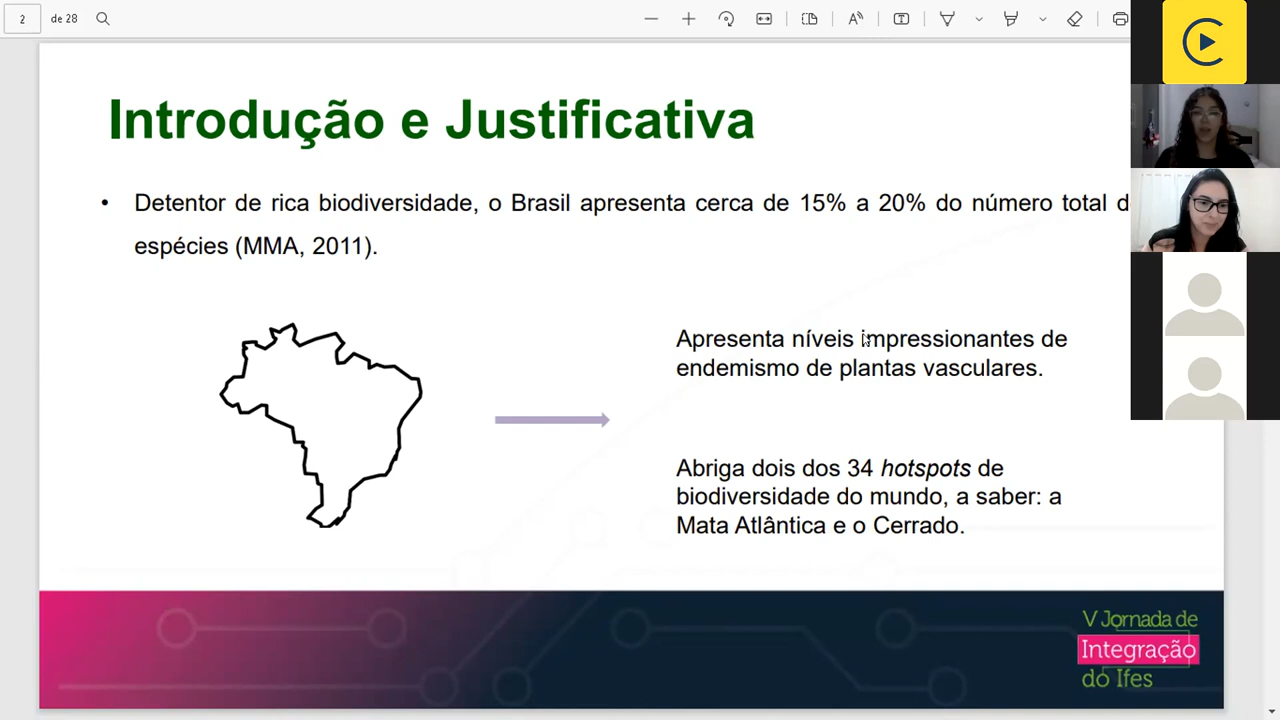 2 de 28
Introdução e Justificativa
• Detentor de rica biodiversidade, o Brasil apresenta cerca de 15% a 20% do número total d
espécies (MMA, 2011).
Apresenta níveis impressionantes de
endemismo de plantas vasculares.
Abriga dois dos 34 hotspots de
biodiversidade do mundo, a saber: a
Mata Atlântica e o Cerrado.
V Jornada de
Integração
do Ifes